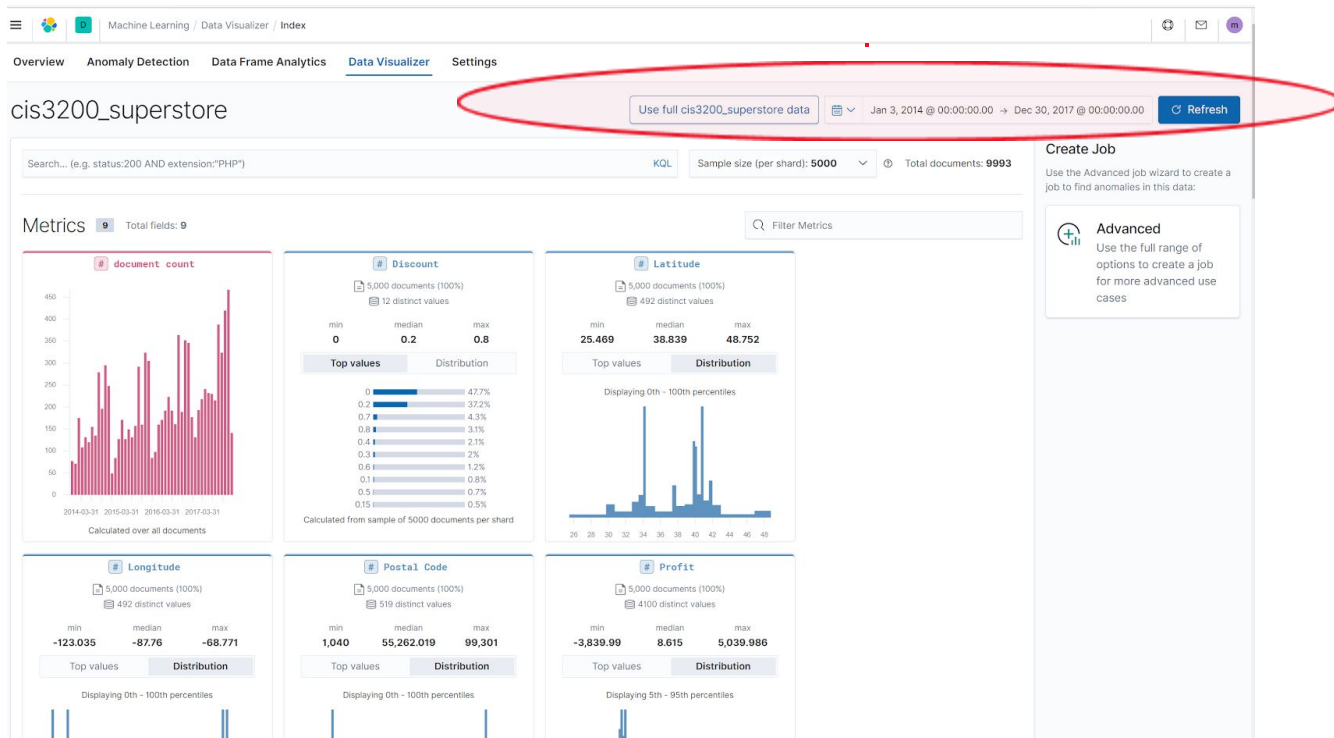 D Machine Learning / Data Visualizer / Index m
Overview Anomaly Detection Data Frame Analytics Data Visualizer Settings
cis3200_superstore
Use full cis3200_superstore data
Jan 3, 2014 @ 00:00:00.00 → Dec 30, 2017 @ 00:00:00.00
Refresh
Search... (e.g. status:200 AND extension:"PHP") KQL
Sample size (per shard): 5000
Total documents: 9993
Metrics 9 Total fields: 9
Filter Metrics
# document count
450
400
350
300
250
200
150
100
50
0
2014-03-31 2015-03-31 2016-03-31 2017-03-31
Calculated over all documents
# Discount
5,000 documents (100%)
12 distinct values
min median max
0 0.2 0.8
Top values Distribution
0 47.7%
0.2 37.2%
0.7 4.3%
0.8 3.1%
0.4 2.1%
0.3 2%
0.6 1.2%
0.1 0.8%
0.5 0.7%
0.15 0.5%
Calculated from sample of 5000 documents per shard
# Latitude
5,000 documents (100%)
492 distinct values
min median max
25.469 38.839 48.752
Top values Distribution
Displaying 0th - 100th percentiles
26 28 30 32 34 36 38 40 42 44 46 48
# Longitude
5,000 documents (100%)
492 distinct values
min median max
-123.035 -87.76 -68.771
Top values Distribution
Displaying 0th - 100th percentiles
# Postal Code
5,000 documents (100%)
519 distinct values
min median max
1,040 55,262.019 99,301
Top values Distribution
Displaying 0th - 100th percentiles
# Profit
5,000 documents (100%)
4100 distinct values
min median max
-3,839.99 8.615 5,039.986
Top values Distribution
Displaying 5th - 95th percentiles
Create Job
Use the Advanced job wizard to create a
job to find anomalies in this data:
Advanced
Use the full range of
options to create a job
for more advanced use
cases